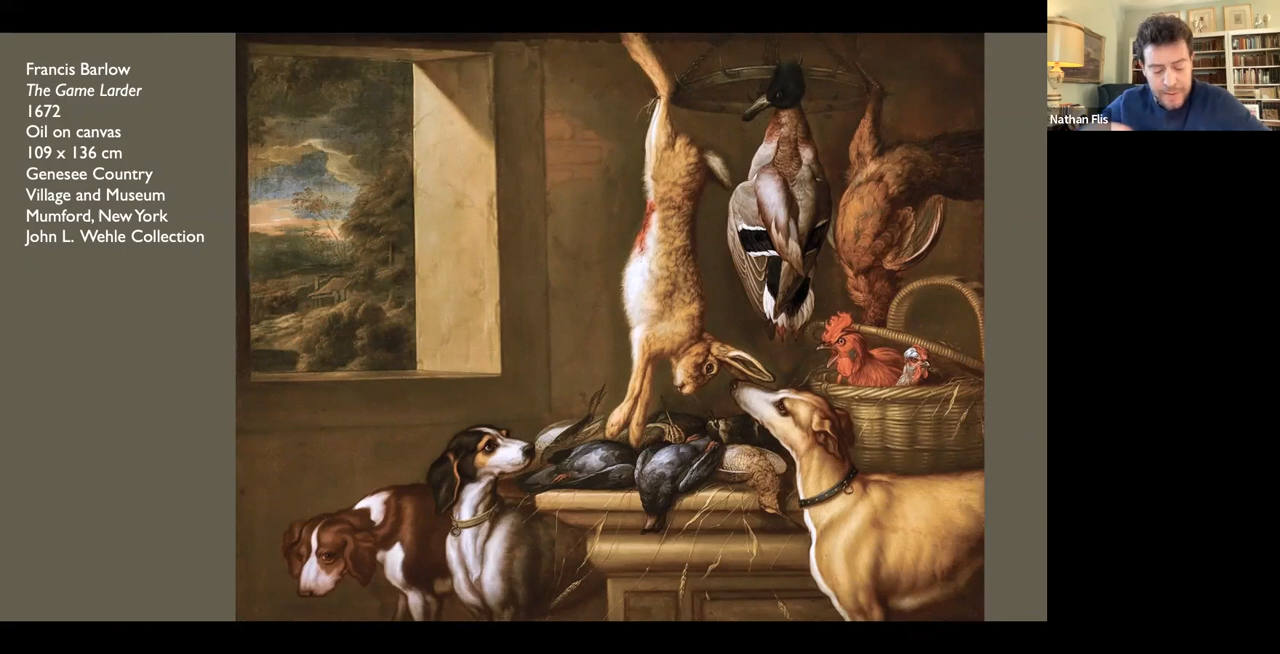 Francis Barlow
The Game Larder
1672
Oil on canvas
109 x 136 cm
Genesee Country
Village and Museum
Mumford, New York
John L. Wehle Collection
Nathan Flis